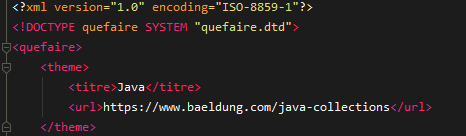 <?xml version="1.0" encoding="ISO-8859-1"?>
<!DOCTYPE quefaire SYSTEM "quefaire.dtd">
<quefaire>
<theme>
<titre>Java</titre>
<url>https://www.baeldung.com/java-collections</url>
</theme>